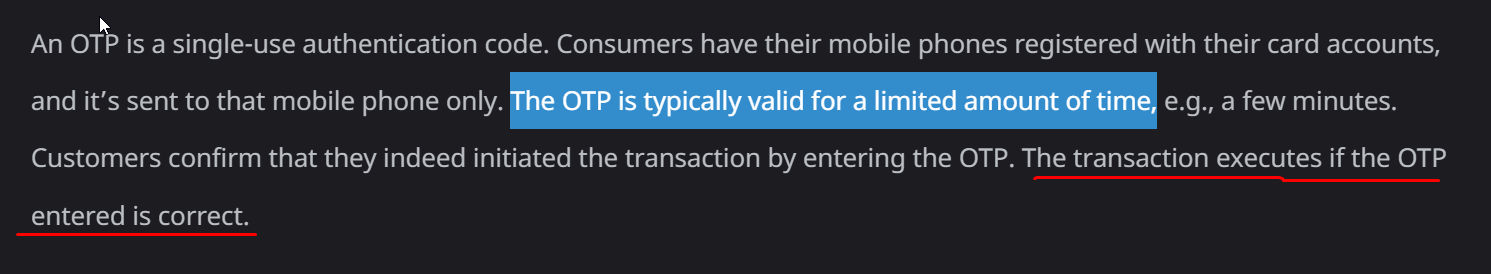 An OTP is a single-use authentication code. Consumers have their mobile phones registered with their card accounts,
and it’s sent to that mobile phone only. The OTP is typically valid for a limited amount of time, e.g., a few minutes.
Customers confirm that they indeed initiated the transaction by entering the OTP. The transaction executes if the OTP
entered is correct.